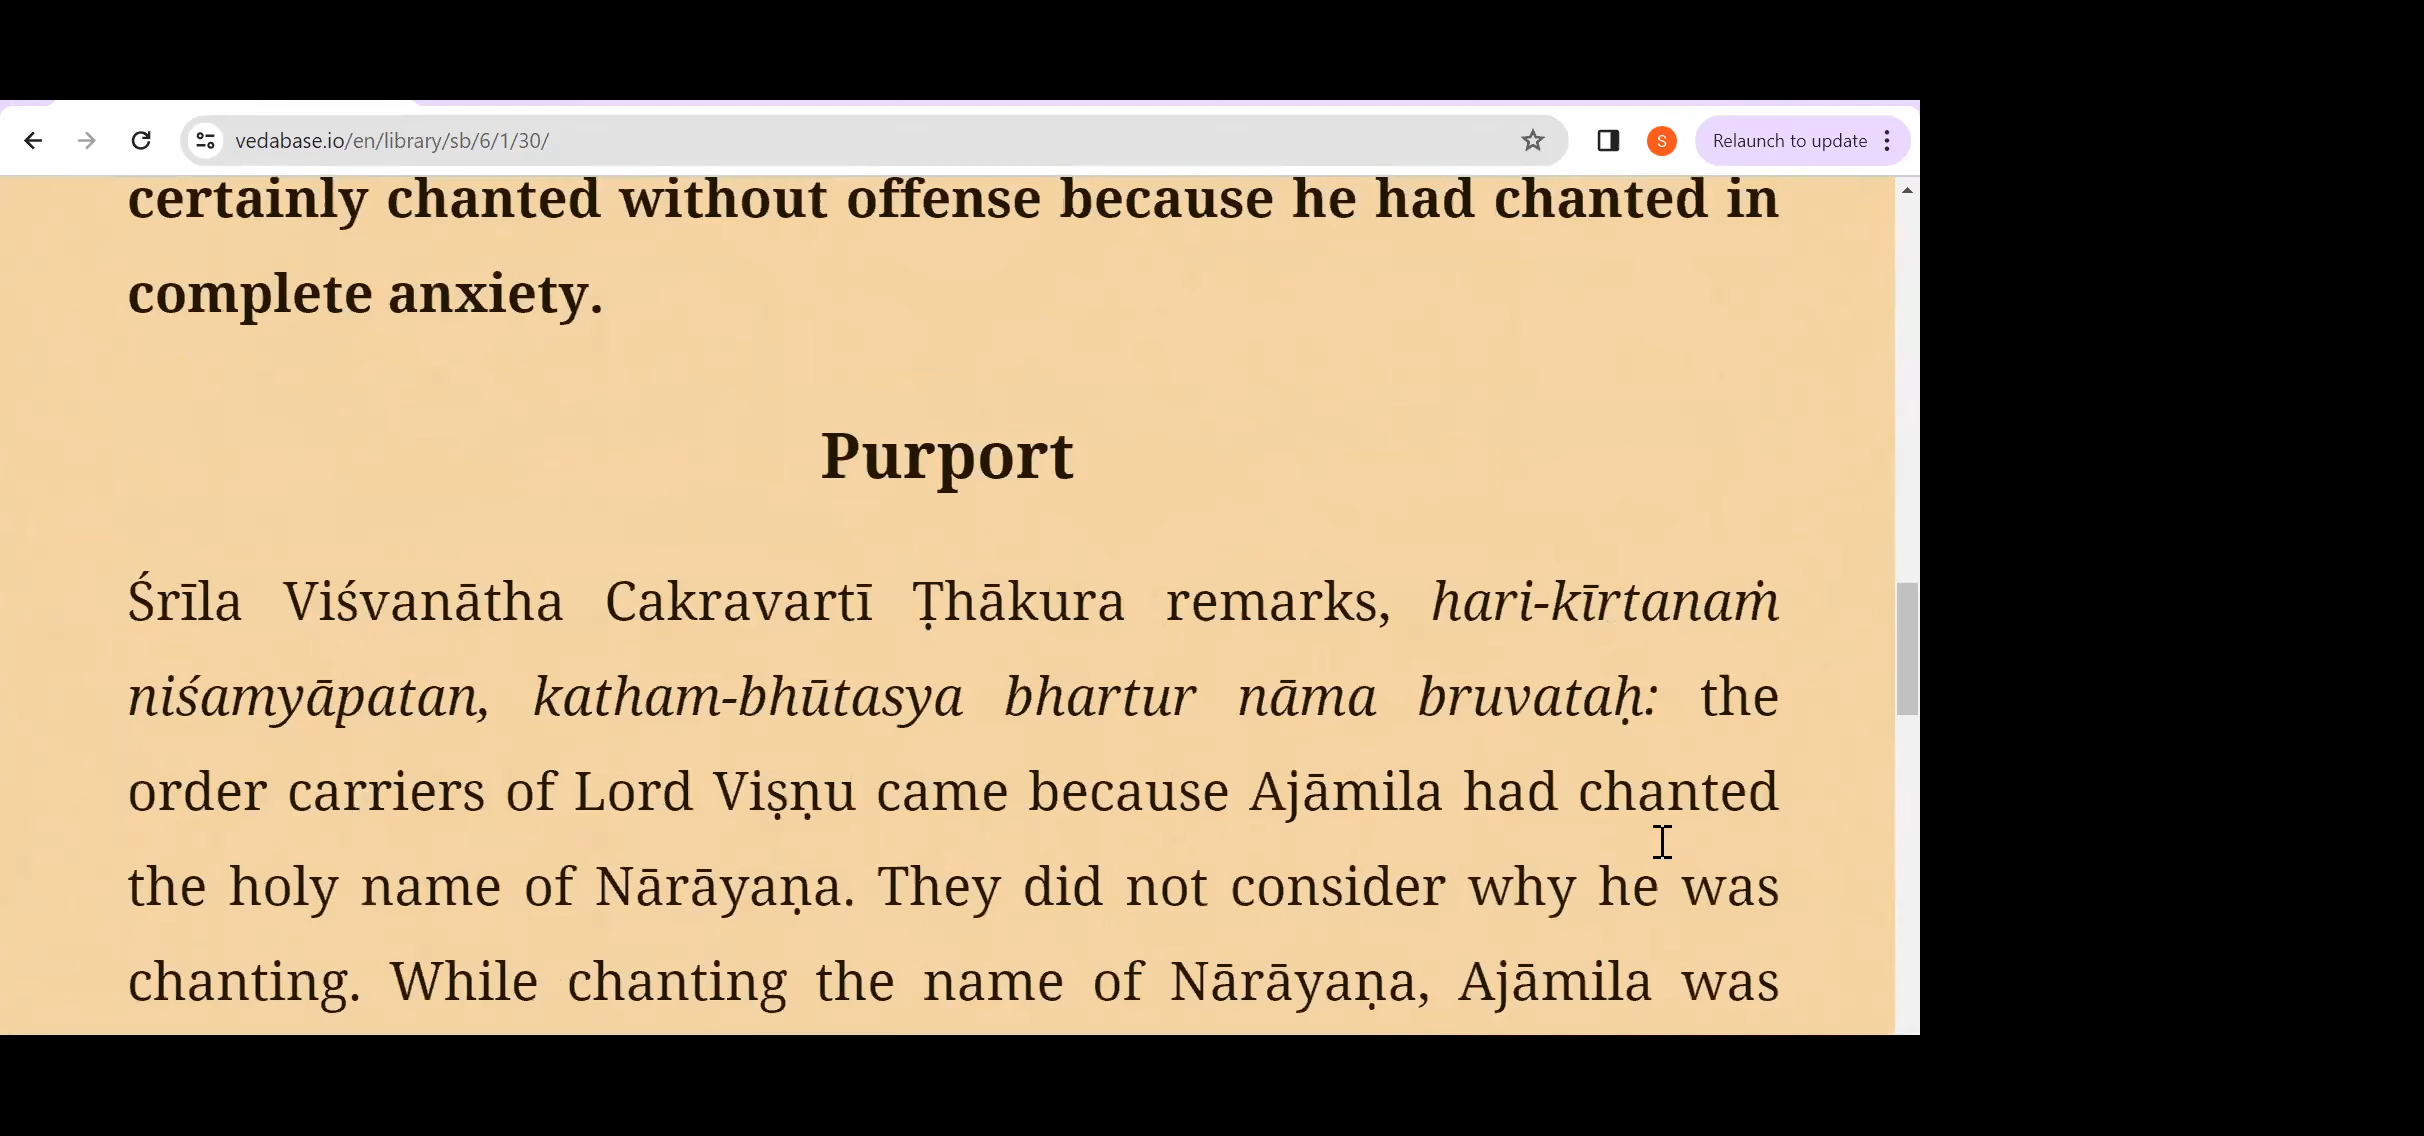 vedabase.io/en/library/sb/6/1/30/
S
Relaunch to update
certainly chanted without offense because he had chanted in
complete anxiety.
Purport
Śrīla Viśvanātha Cakravartī Ṭhākura remarks, hari-kīrtanaṁ
niśamyāpatan, katham-bhūtasya bhartur nāma bruvataḥ: the
order carriers of Lord Viṣṇu came because Ajāmila had chanted
the holy name of Nārāyaṇa. They did not consider why he was
chanting. While chanting the name of Nārāyaṇa, Ajāmila was